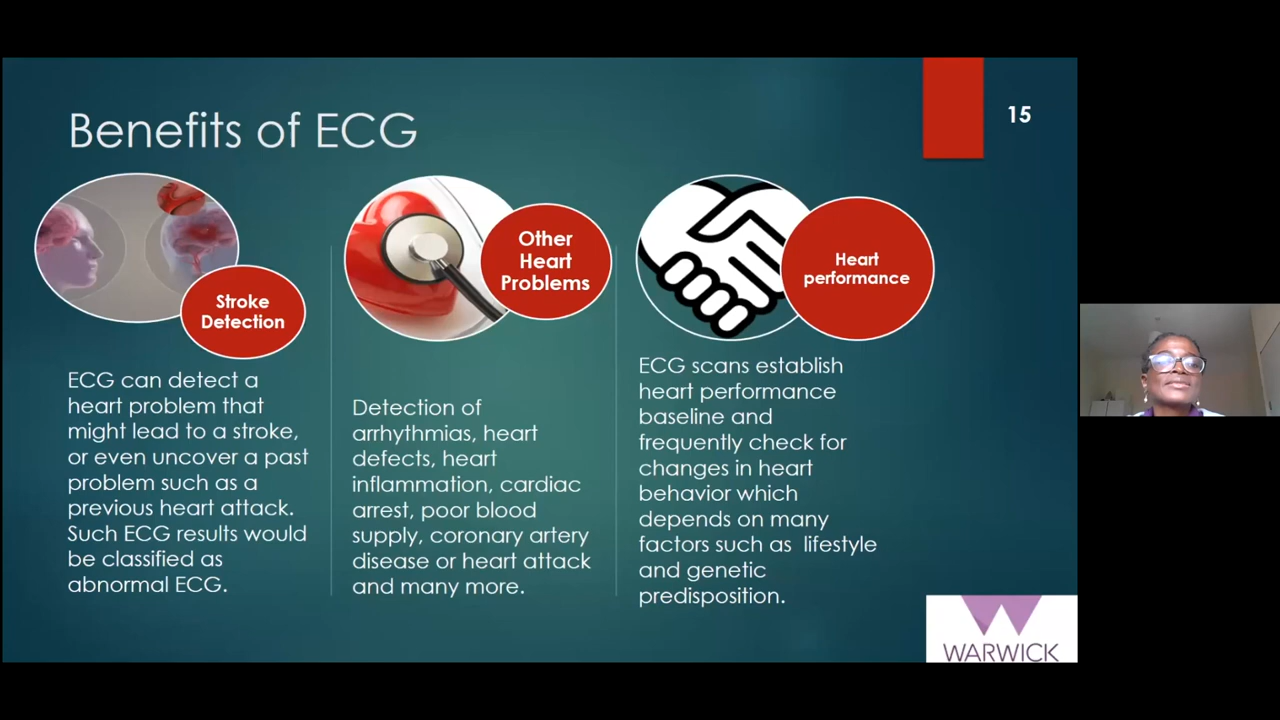 Benefits of ECG
15
Stroke
Detection
ECG can detect a
heart problem that
might lead to a stroke,
or even uncover a past
problem such as a
previous heart attack.
Such ECG results would
be classified as
abnormal ECG.
Other
Heart
Problems
Detection of
arrhythmias, heart
defects, heart
inflammation, cardiac
arrest, poor blood
supply, coronary artery
disease or heart attack
and many more.
Heart
performance
ECG scans establish
heart performance
baseline and
frequently check for
changes in heart
behavior which
depends on many
factors such as lifestyle
and genetic
predisposition.
WARWICK